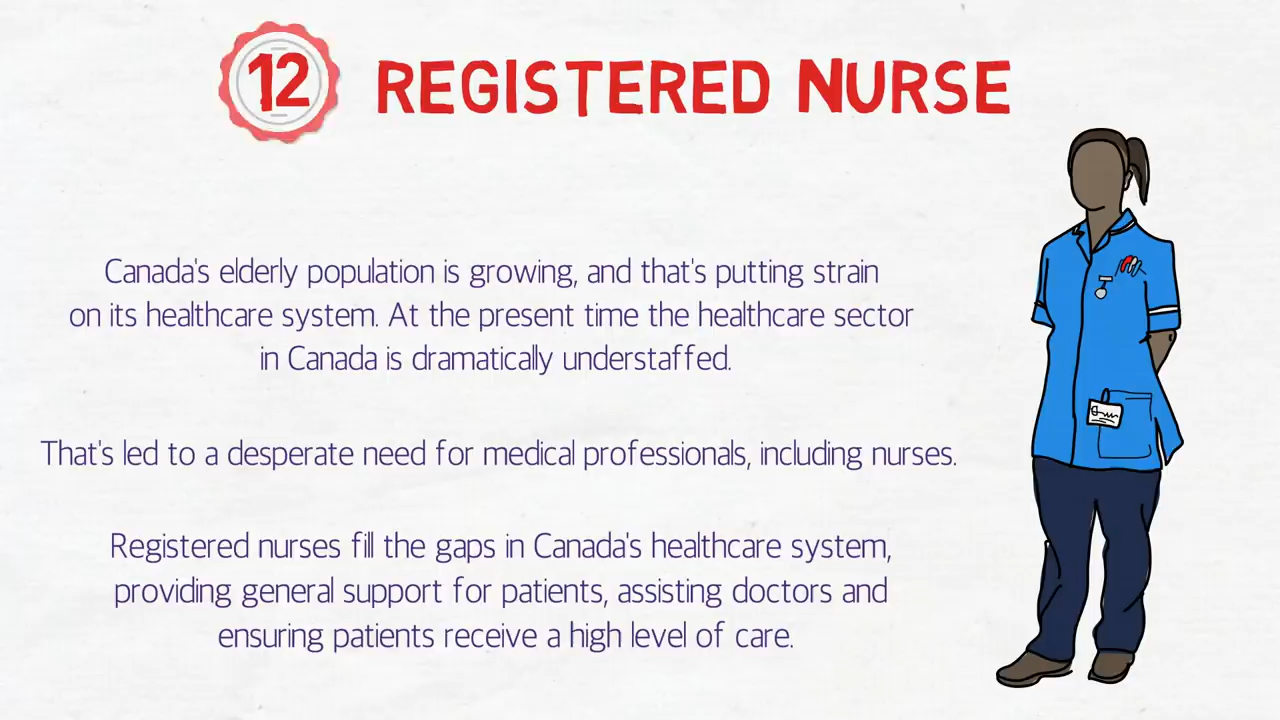 12 REGISTERED NURSE
Canada's elderly population is growing, and that's putting strain
on its healthcare system. At the present time the healthcare sector
in Canada is dramatically understaffed.
That's led to a desperate need for medical professionals, including nurses.
Registered nurses fill the gaps in Canada's healthcare system,
providing general support for patients, assisting doctors and
ensuring patients receive a high level of care.